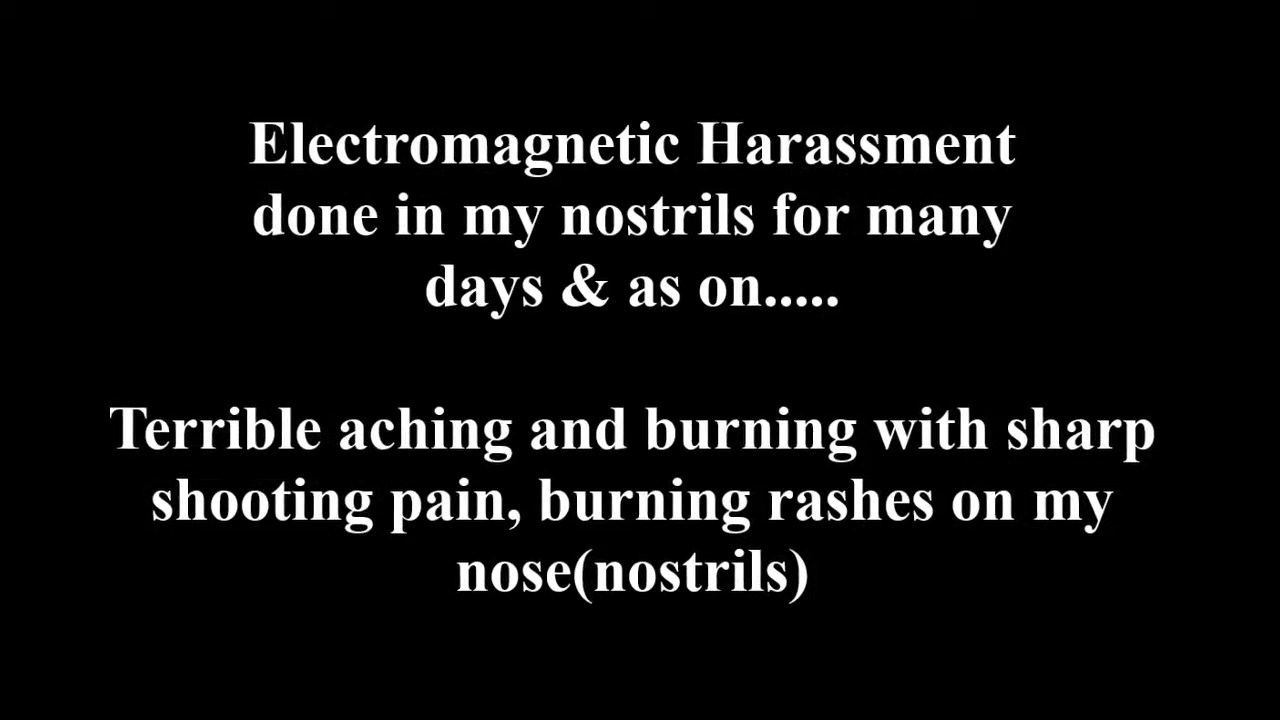 Electromagnetic Harassment
done in my nostrils for many
days & as on.....
Terrible aching and burning with sharp
shooting pain, burning rashes on my
nose(nostrils)